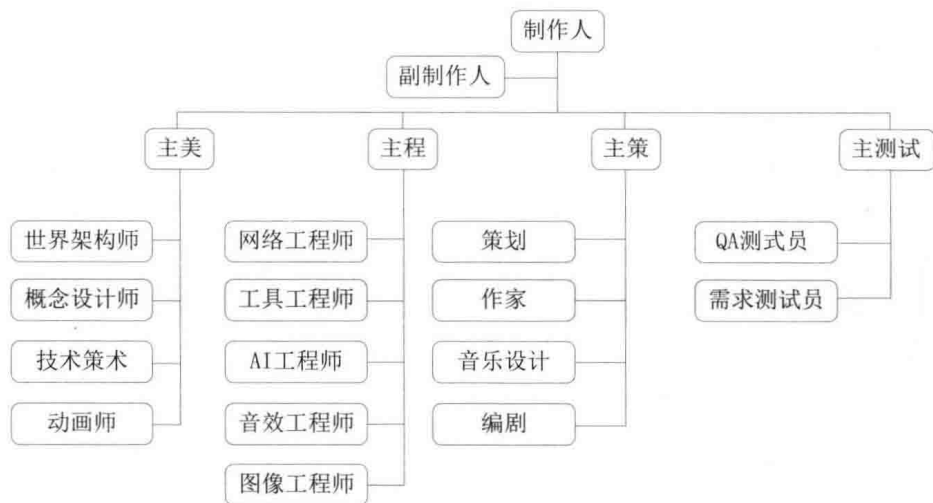 制作人
副制作人
主美
主程
主策
主测试
世界架构师
网络工程师
策划
QA测式员
概念设计师
工具工程师
作家
需求测试员
技术策术
AI工程师
音乐设计
动画师
音效工程师
编剧
图像工程师